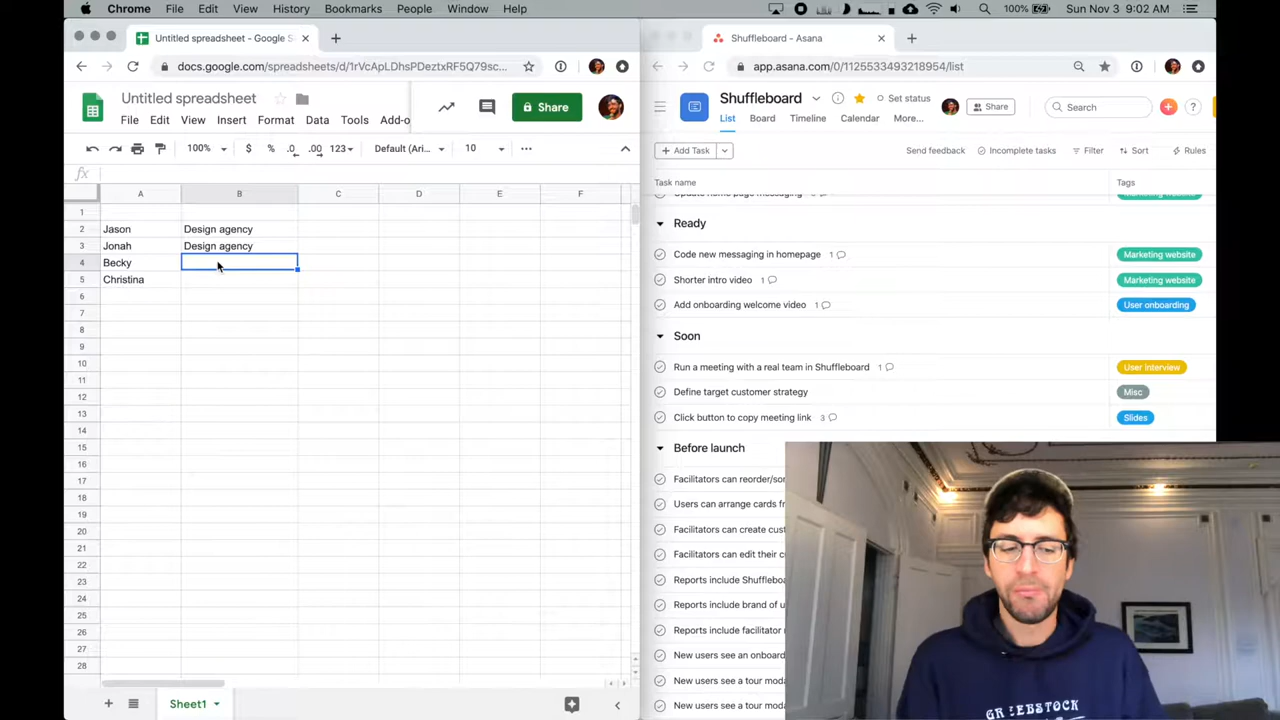 Chrome File Edit View History Bookmarks People Window Help 100% Sun Nov 3 9:02 AM
Untitled spreadsheet - Google S
docs.google.com/spreadsheets/d/1rVcApLDhsPDeztxRF5Q79sc...
Untitled spreadsheet
Share
File Edit View Insert Format Data Tools Add-o
100% $ % .0 .00 123 Default (Ari... 10
fx
A B C D E F
1
2 Jason Design agency
3 Jonah Design agency
4 Becky
5 Christina
6
7
8
9
10
11
12
13
14
15
16
17
18
19
20
21
22
23
24
25
26
27
28
Sheet1
Shuffleboard - Asana
app.asana.com/0/1125533493218954/list
Shuffleboard Set status Share Search ?
List Board Timeline Calendar More...
+ Add Task Send feedback Incomplete tasks Filter Sort Rules
Task name Tags
Update home page messaging Marketing website
Ready
Code new messaging in homepage 1 Marketing website
Shorter intro video 1 Marketing website
Add onboarding welcome video 1 User onboarding
Soon
Run a meeting with a real team in Shuffleboard 1 User interview
Define target customer strategy Misc
Click button to copy meeting link 3 Slides
Before launch
Facilitators can reorder/so
Users can arrange cards f
Facilitators can create cust
Facilitators can edit their c
Reports include Shuffleboa
Reports include brand of u
Reports include facilitator
New users see an onboard
New users see a tour moda
New users see a tour moda